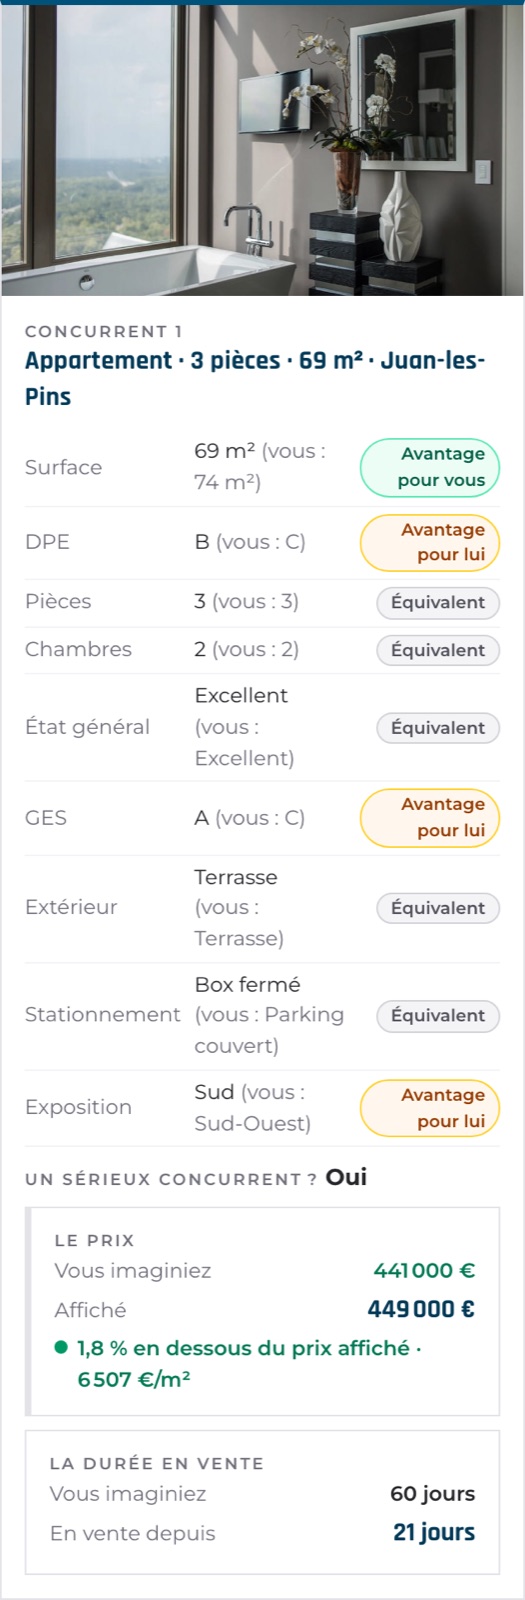 CONCURRENT 1
Appartement · 3 pièces · 69 m² · Juan-les-
Pins
Surface
69 m² (vous :
74 m²)
Avantage
pour vous
DPE
B (vous : C)
Avantage
pour lui
Pièces
3 (vous : 3)
Équivalent
Chambres
2 (vous : 2)
Équivalent
État général
Excellent
(vous :
Excellent)
Équivalent
GES
A (vous : C)
Avantage
pour lui
Extérieur
Terrasse
(vous :
Terrasse)
Équivalent
Stationnement
Box fermé
(vous : Parking
couvert)
Équivalent
Exposition
Sud (vous :
Sud-Ouest)
Avantage
pour lui
UN SÉRIEUX CONCURRENT ? Oui
LE PRIX
Vous imaginiez 441 000 €
Affiché 449 000 €
1,8 % en dessous du prix affiché ·
6 507 €/m²
LA DURÉE EN VENTE
Vous imaginiez 60 jours
En vente depuis 21 jours